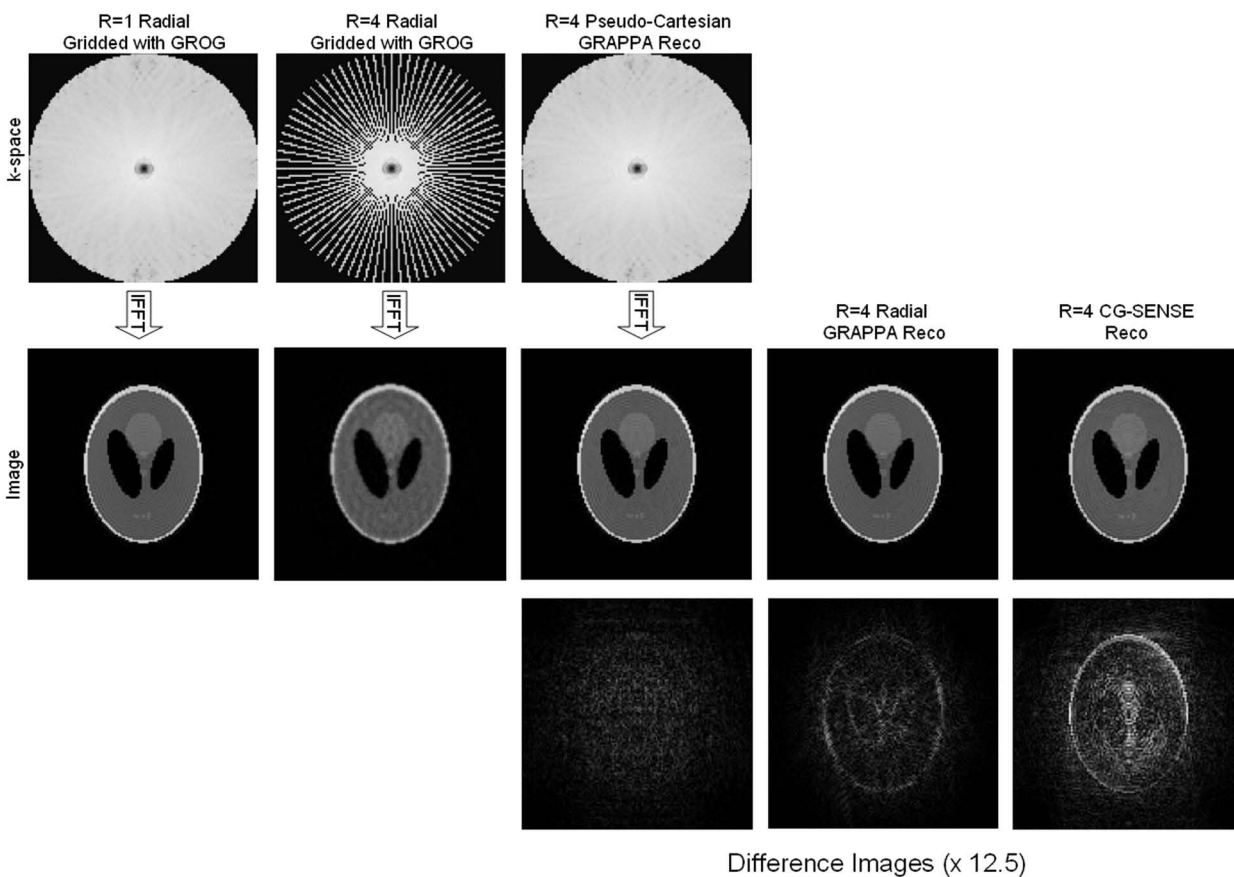 R=1 Radial
Gridded with GROG
R=4 Radial
Gridded with GROG
R=4 Pseudo-Cartesian
GRAPPA Reco
k-space
IFFT
IFFT
IFFT
R=4 Radial
GRAPPA Reco
R=4 CG-SENSE
Reco
Image
Difference Images (x 12.5)